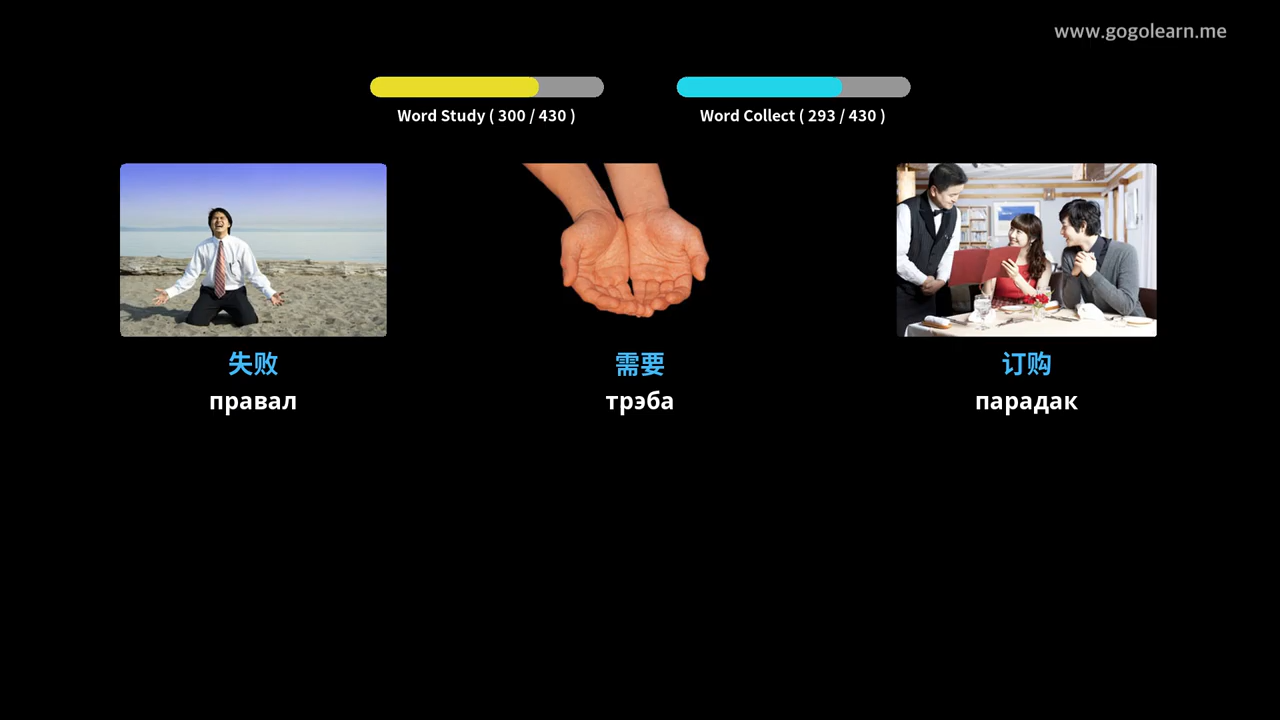 www.gogolearn.me
Word Study ( 300 / 430 )
Word Collect ( 293 / 430 )
失败
需要
订购
правал
трэба
парадак